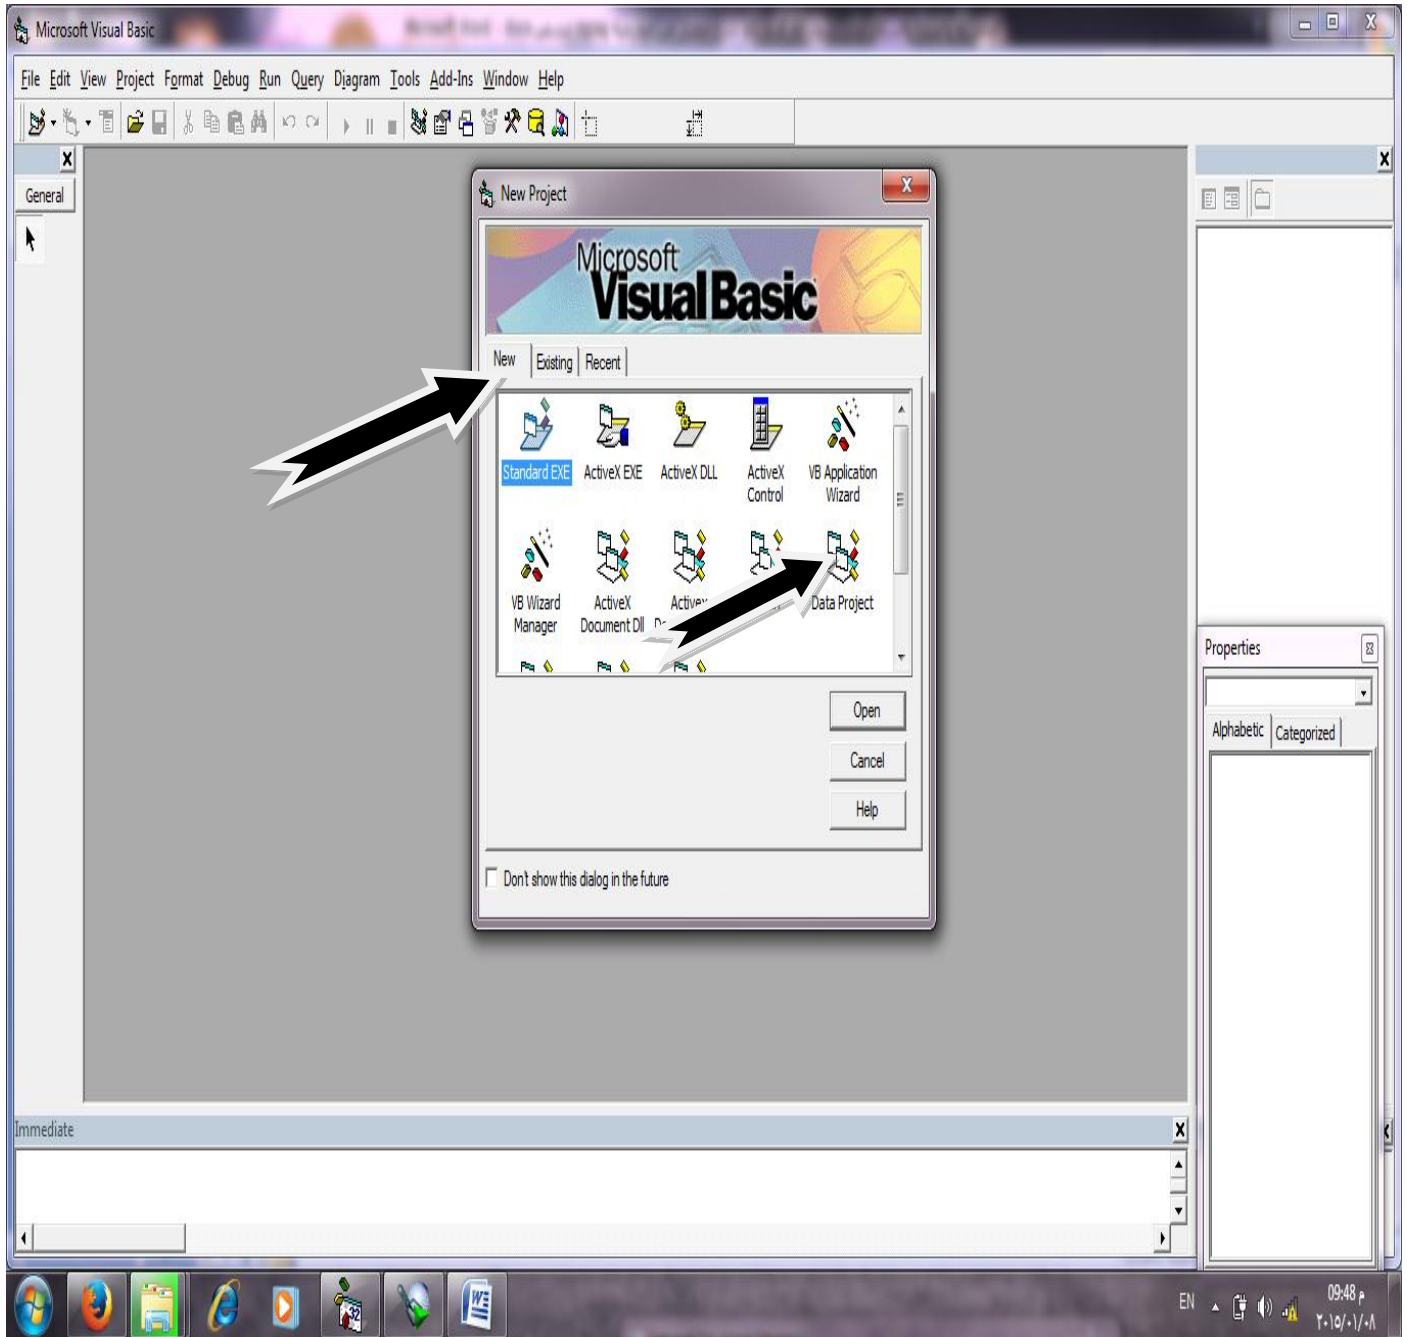 Microsoft Visual Basic
File Edit View Project Format Debug Run Query Diagram Tools Add-Ins Window Help
General
New Project
Microsoft
Visual Basic
New Existing Recent
Standard EXE ActiveX EXE ActiveX DLL ActiveX Control VB Application Wizard
VB Wizard Manager ActiveX Document Dll Data Project
Open
Cancel
Help
Don't show this dialog in the future
Properties
Alphabetic Categorized
Immediate
EN
09:48 م
٢٠١٥/٠١/٠٨